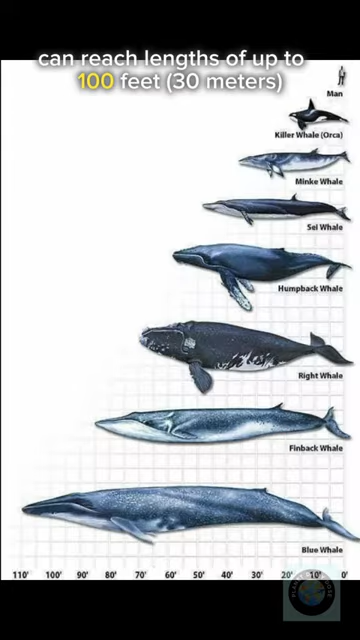 can reach lengths of up to
100 feet (30 meters)
Man
Killer Whale (Orca)
Minke Whale
Sei Whale
Humpback Whale
Right Whale
Finback Whale
Blue Whale
110' 100' 90' 80' 70' 60' 50' 40' 30' 20' 10' 0'